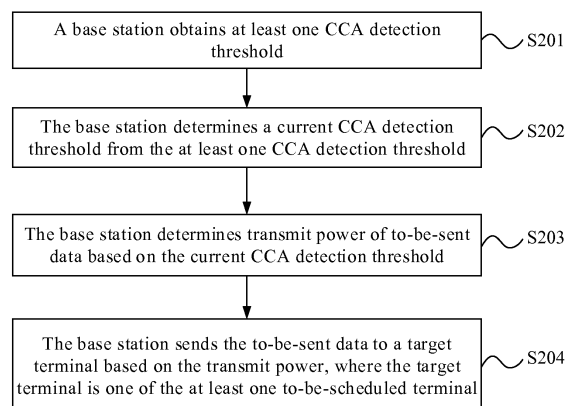 A base station obtains at least one CCA detection
threshold
S201
The base station determines a current CCA detection
threshold from the at least one CCA detection threshold
S202
The base station determines transmit power of to-be-sent
data based on the current CCA detection threshold
S203
The base station sends the to-be-sent data to a target
terminal based on the transmit power, where the target
terminal is one of the at least one to-be-scheduled terminal
S204